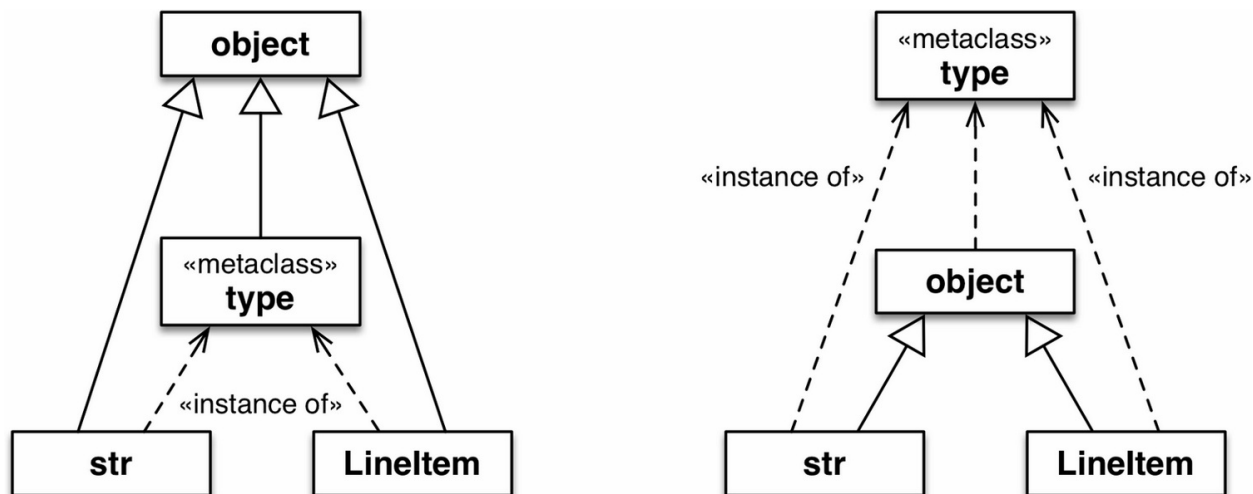 object
«metaclass»
type
«instance of»
str
LineItem
«metaclass»
type
«instance of»
«instance of»
object
str
LineItem